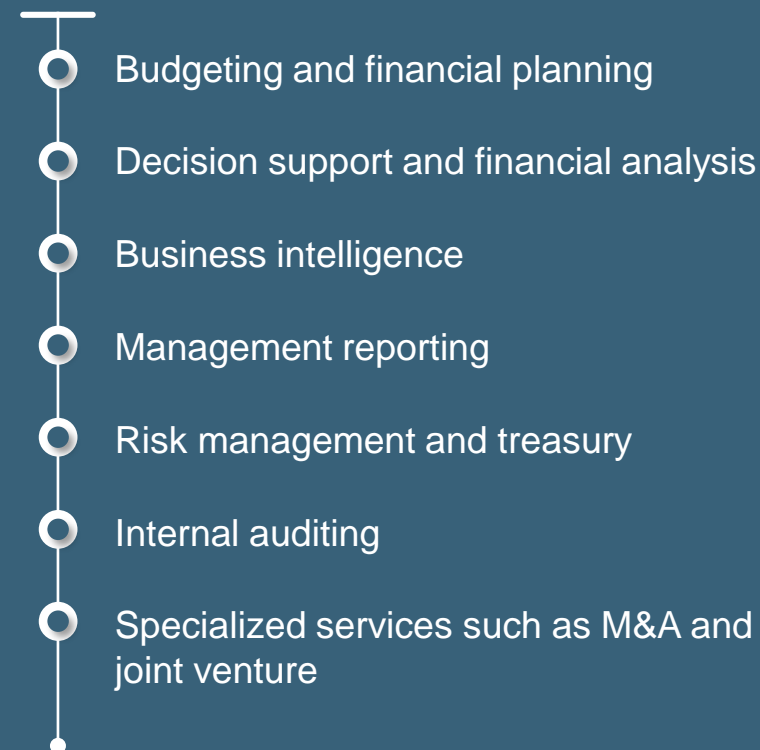 Budgeting and financial planning
Decision support and financial analysis
Business intelligence
Management reporting
Risk management and treasury
Internal auditing
Specialized services such as M&A and
joint venture